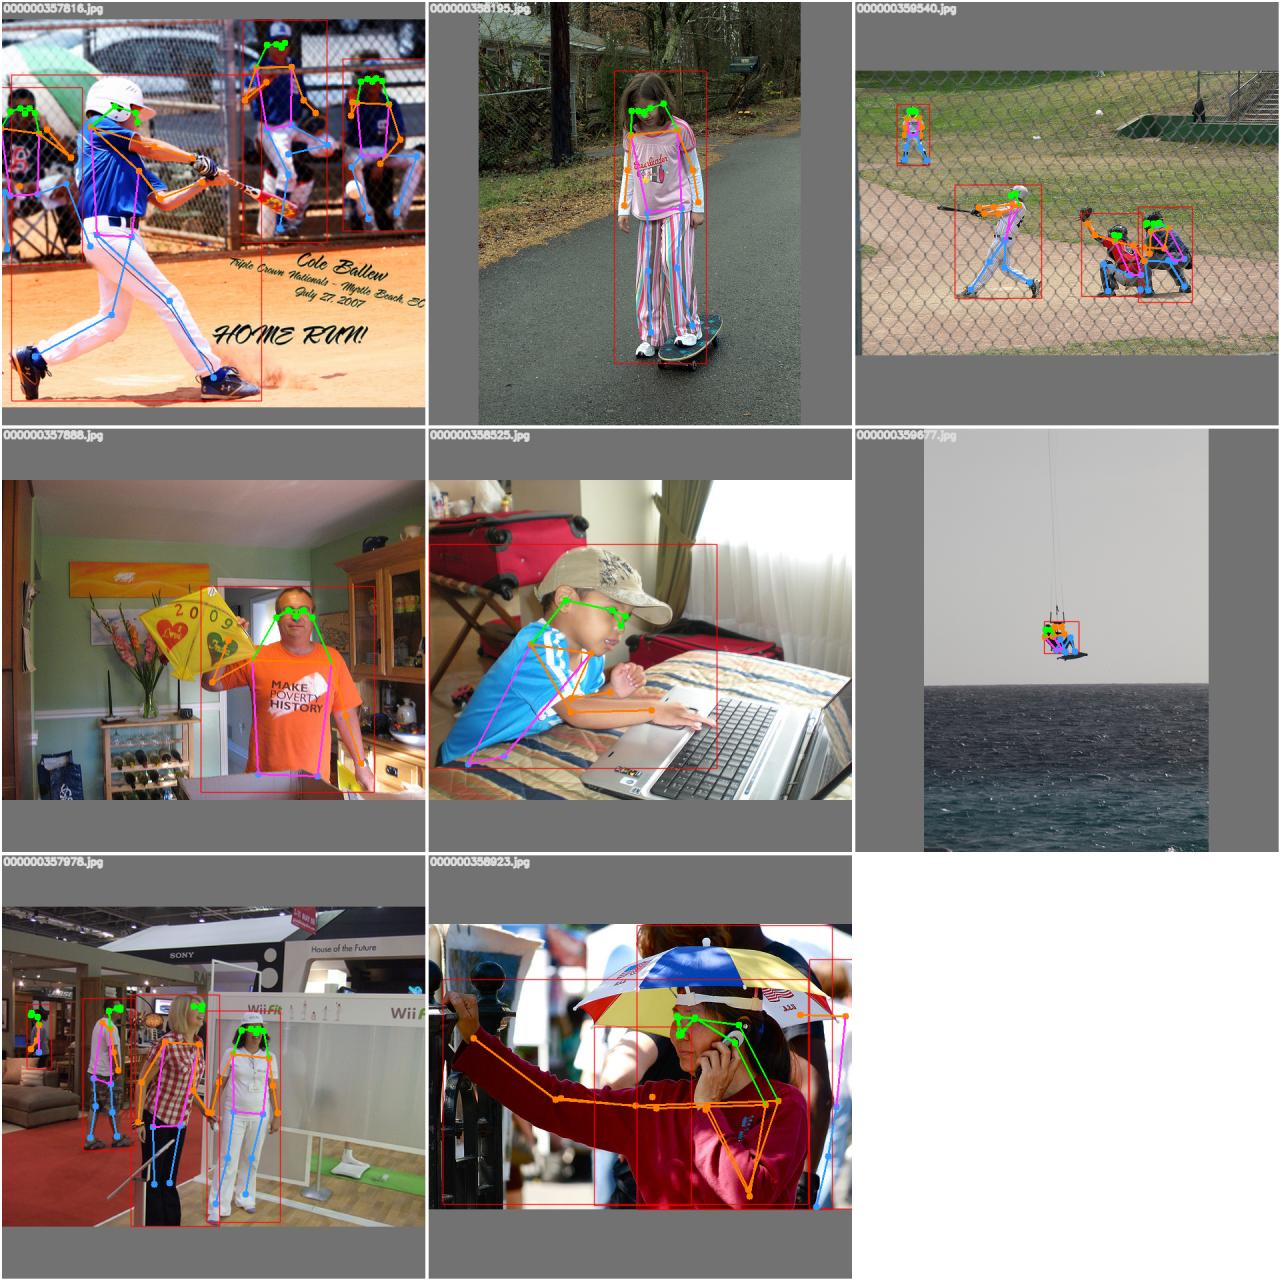 000000357816.jpg
Cole Ballew
Triple Crown Nationals - Myrtle Beach, SC
July 27, 2007
HOME RUN!
000000358195.jpg
Cheerleader
000000359540.jpg
000000357888.jpg
2009
MAKE
POVERTY
HISTORY
000000358525.jpg
000000359677.jpg
000000357978.jpg
SONY
House of the Future
Wii Fit
Wii F
000000358923.jpg